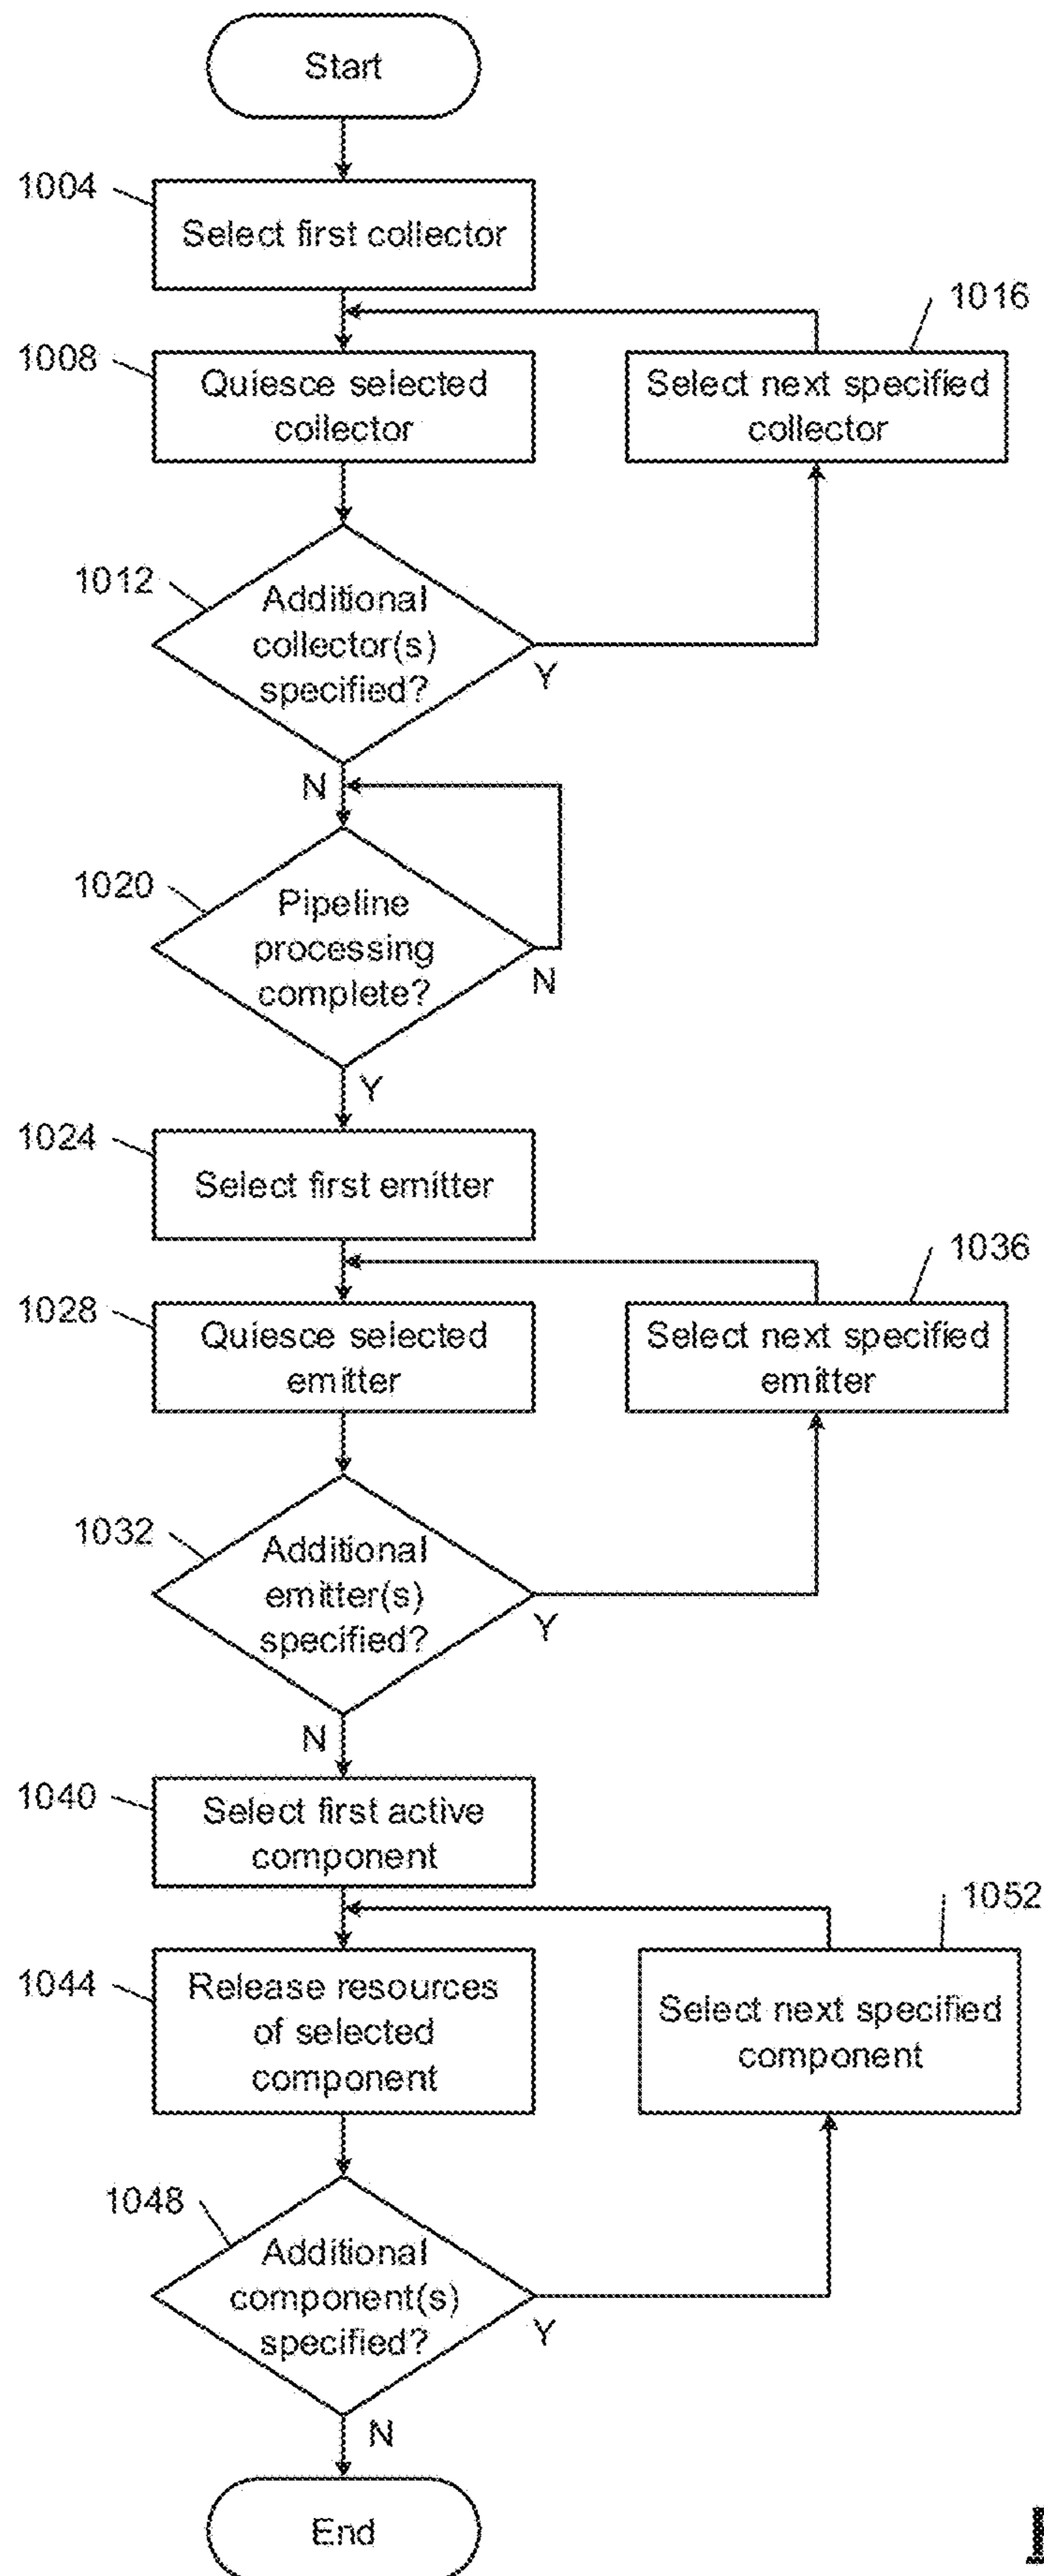 Start
1004
Select first collector
1016
1008
Quiesce selected
collector
Select next specified
collector
1012
Additional
collector(s)
specified?
Y
N
1020
Pipeline
processing
complete?
N
Y
1024
Select first emitter
1036
1028
Quiesce selected
emitter
Select next specified
emitter
1032
Additional
emitter(s)
specified?
Y
N
1040
Select first active
component
1052
1044
Release resources
of selected
component
Select next specified
component
1048
Additional
component(s)
specified?
Y
N
End